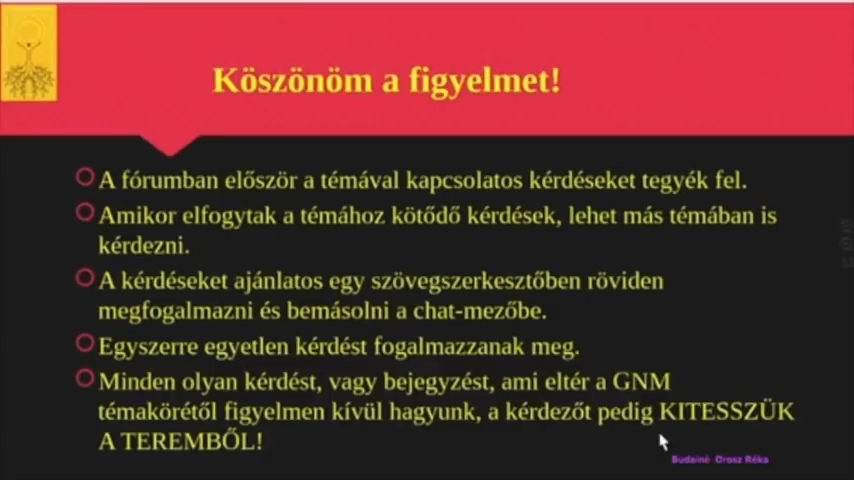 Köszönöm a figyelmet!
A fórumban először a témával kapcsolatos kérdéseket tegyék fel.
Amikor elfogytak a témához kötődő kérdések, lehet más témában is
kérdezni.
A kérdéseket ajánlatos egy szövegszerkesztőben röviden
megfogalmazni és bemásolni a chat-mezőbe.
Egyszerre egyetlen kérdést fogalmazzanak meg.
Minden olyan kérdést, vagy bejegyzést, ami eltér a GNM
témakörétől figyelmen kívül hagyunk, a kérdezőt pedig KITESSZÜK
A TEREMBŐL!
Budainé Orosz Réka